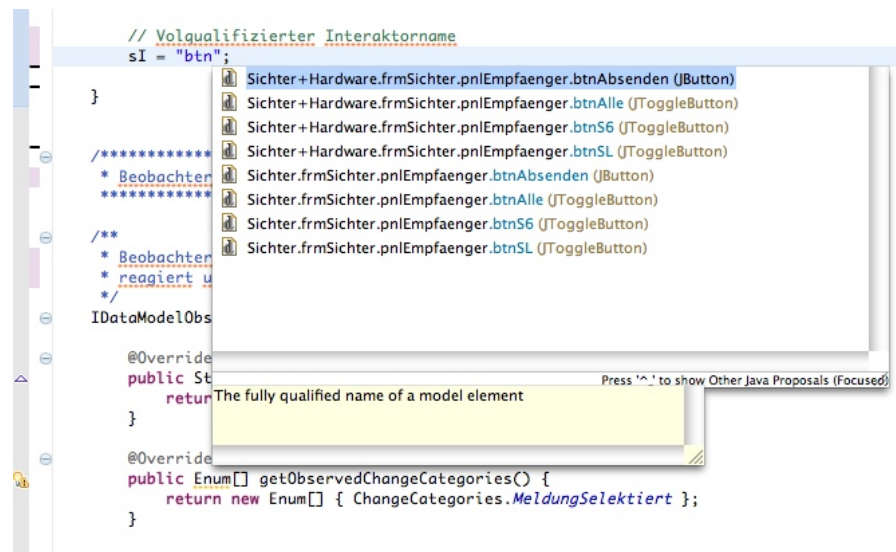 // Volqualifizierter Interaktorname
sI = "btn";
Sichter+Hardware.frmSichter.pnlEmpfaenger.btnAbsenden (JButton)
Sichter+Hardware.frmSichter.pnlEmpfaenger.btnAlle (JToggleButton)
Sichter+Hardware.frmSichter.pnlEmpfaenger.btnS6 (JToggleButton)
Sichter+Hardware.frmSichter.pnlEmpfaenger.btnSL (JToggleButton)
Sichter.frmSichter.pnlEmpfaenger.btnAbsenden (JButton)
Sichter.frmSichter.pnlEmpfaenger.btnAlle (JToggleButton)
Sichter.frmSichter.pnlEmpfaenger.btnS6 (JToggleButton)
Sichter.frmSichter.pnlEmpfaenger.btnSL (JToggleButton)
Press '^_' to show Other Java Proposals (Focused)
The fully qualified name of a model element
}
/************
* Beobachter
************
/**
* Beobachter
* reagiert u
*/
IDataModelObs
@Override
public St
retur
}
@Override
public Enum[] getObservedChangeCategories() {
return new Enum[] { ChangeCategories.MeldungSelektiert };
}